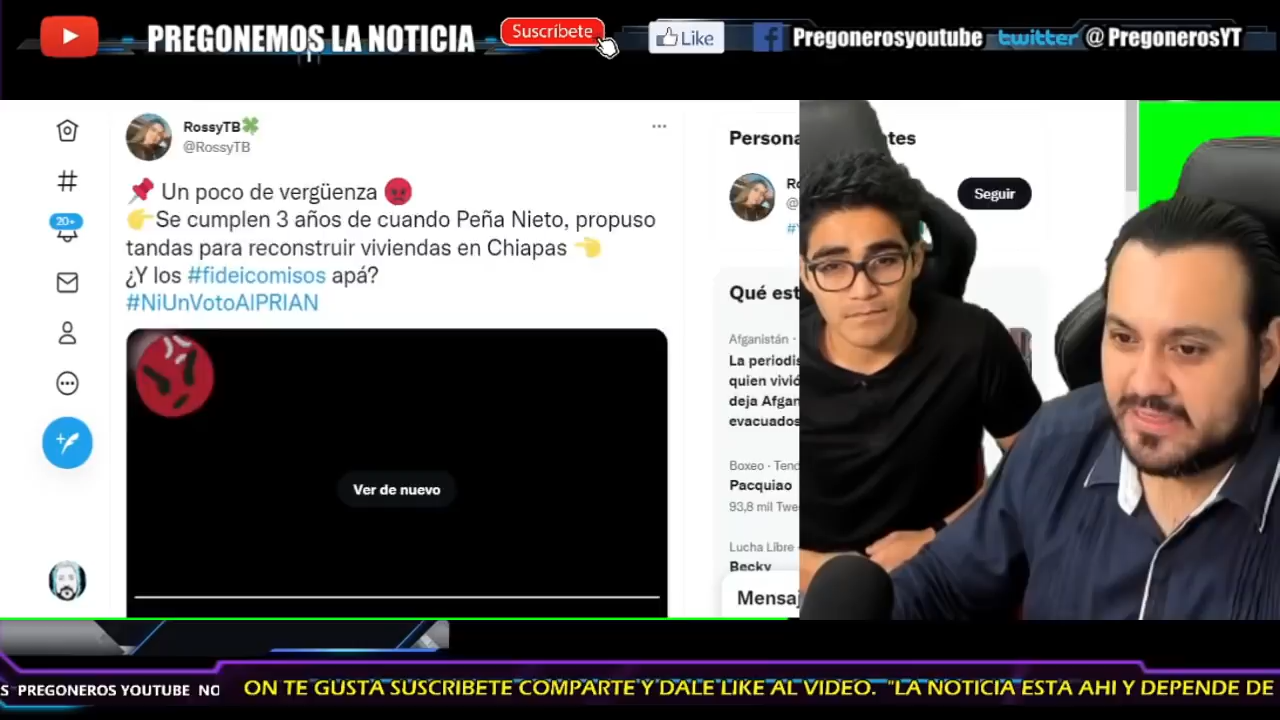 PREGONEMOS LA NOTICIA
Suscríbete
Like
Pregonerosyoutube
twitter @PregonerosYT
RossyTB
@RossyTB
Un poco de vergüenza
Se cumplen 3 años de cuando Peña Nieto, propuso
tandas para reconstruir viviendas en Chiapas
¿Y los #fideicomisos apá?
#NiUnVotoAlPRIAN
Ver de nuevo
20+
Persona tes
Ro
@
#Y
Seguir
Qué est
Afganistán ·
La periodis
quien vivió
deja Afgan
evacuados
Boxeo · Tend
Pacquiao
93,8 mil Twe
Lucha Libre
Becky
Mensaj
S PREGONEROS YOUTUBE NO
ON TE GUSTA SUSCRIBETE COMPARTE Y DALE LIKE AL VIDEO. "LA NOTICIA ESTA AHI Y DEPENDE DE